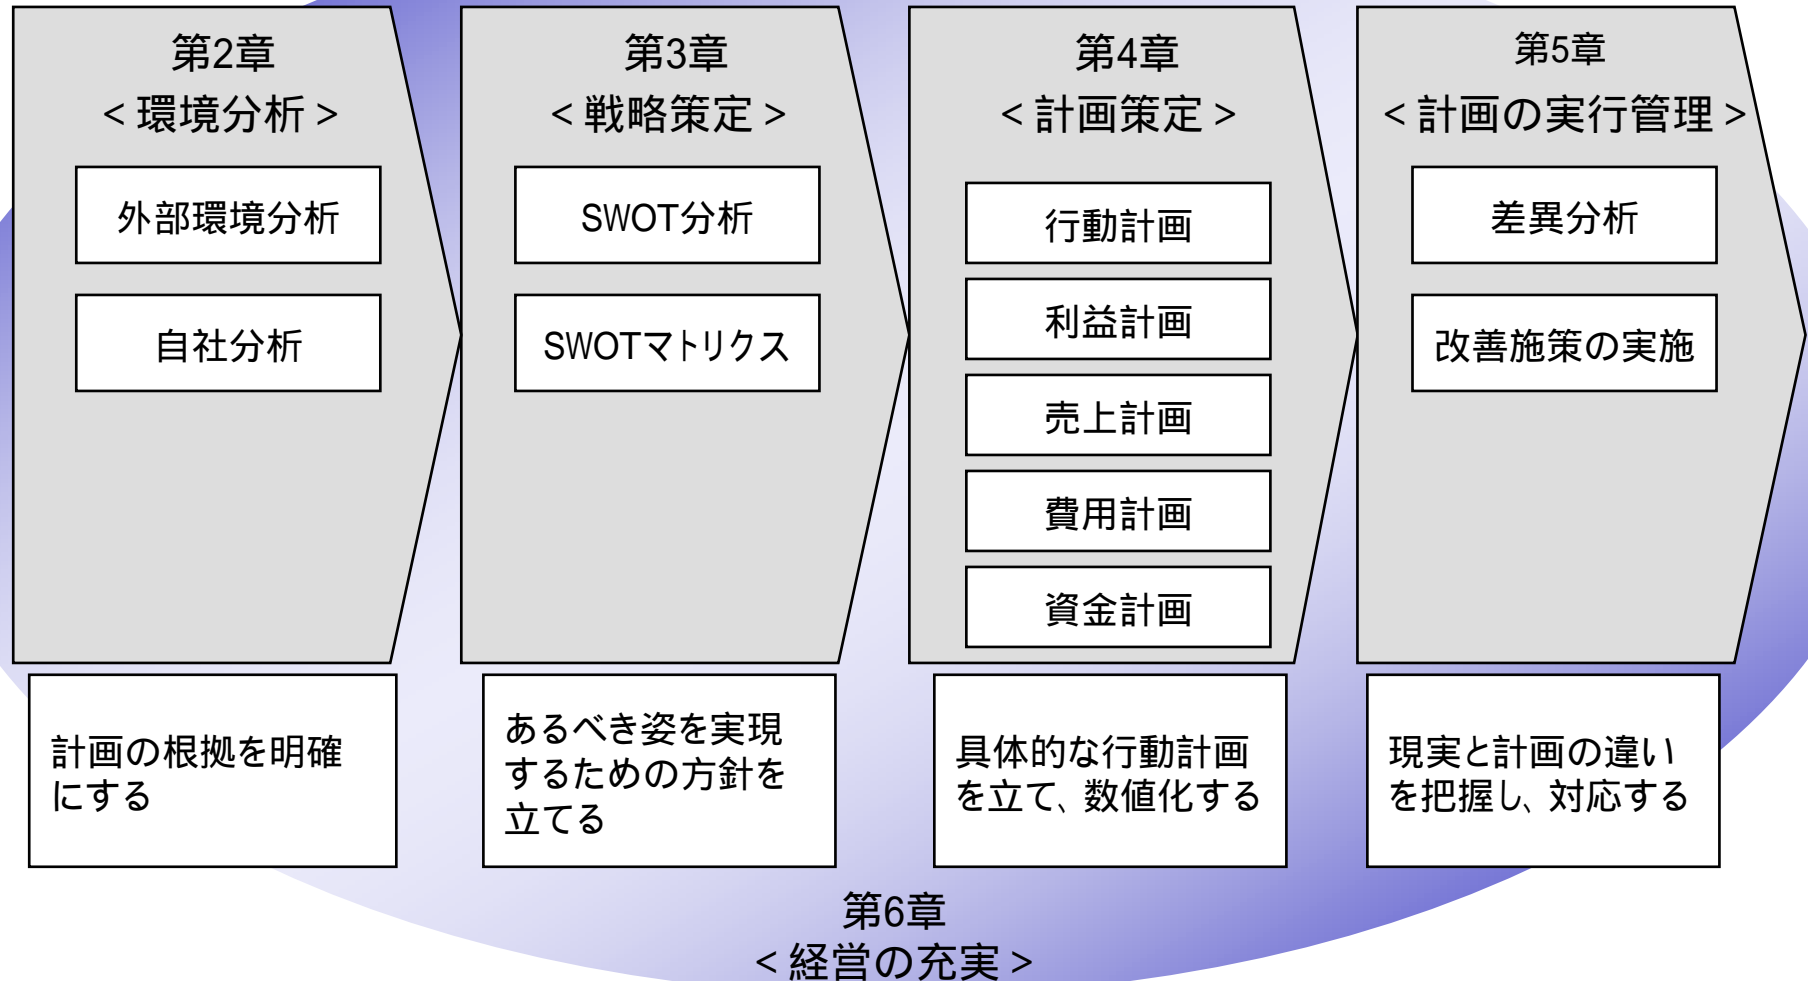 第2章
＜環境分析＞
外部環境分析
自社分析
計画の根拠を明確
にする
第3章
＜戦略策定＞
SWOT分析
SWOTマトリクス
あるべき姿を実現
するための方針を
立てる
第4章
＜計画策定＞
行動計画
利益計画
売上計画
費用計画
資金計画
具体的な行動計画
を立て、数値化する
第5章
＜計画の実行管理＞
差異分析
改善施策の実施
現実と計画の違い
を把握し、対応する
第6章
＜経営の充実＞